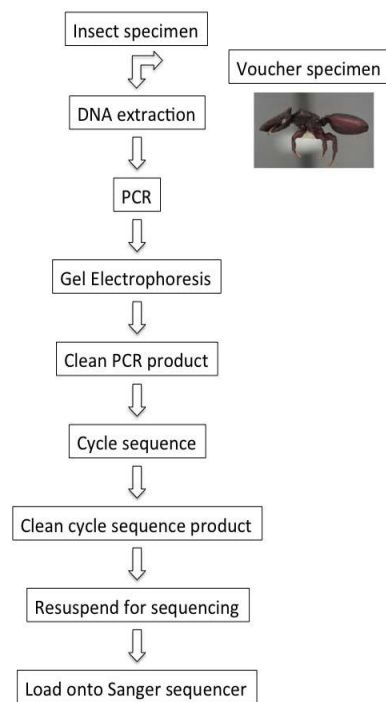 Insect specimen
Voucher specimen
DNA extraction
PCR
Gel Electrophoresis
Clean PCR product
Cycle sequence
Clean cycle sequence product
Resuspend for sequencing
Load onto Sanger sequencer